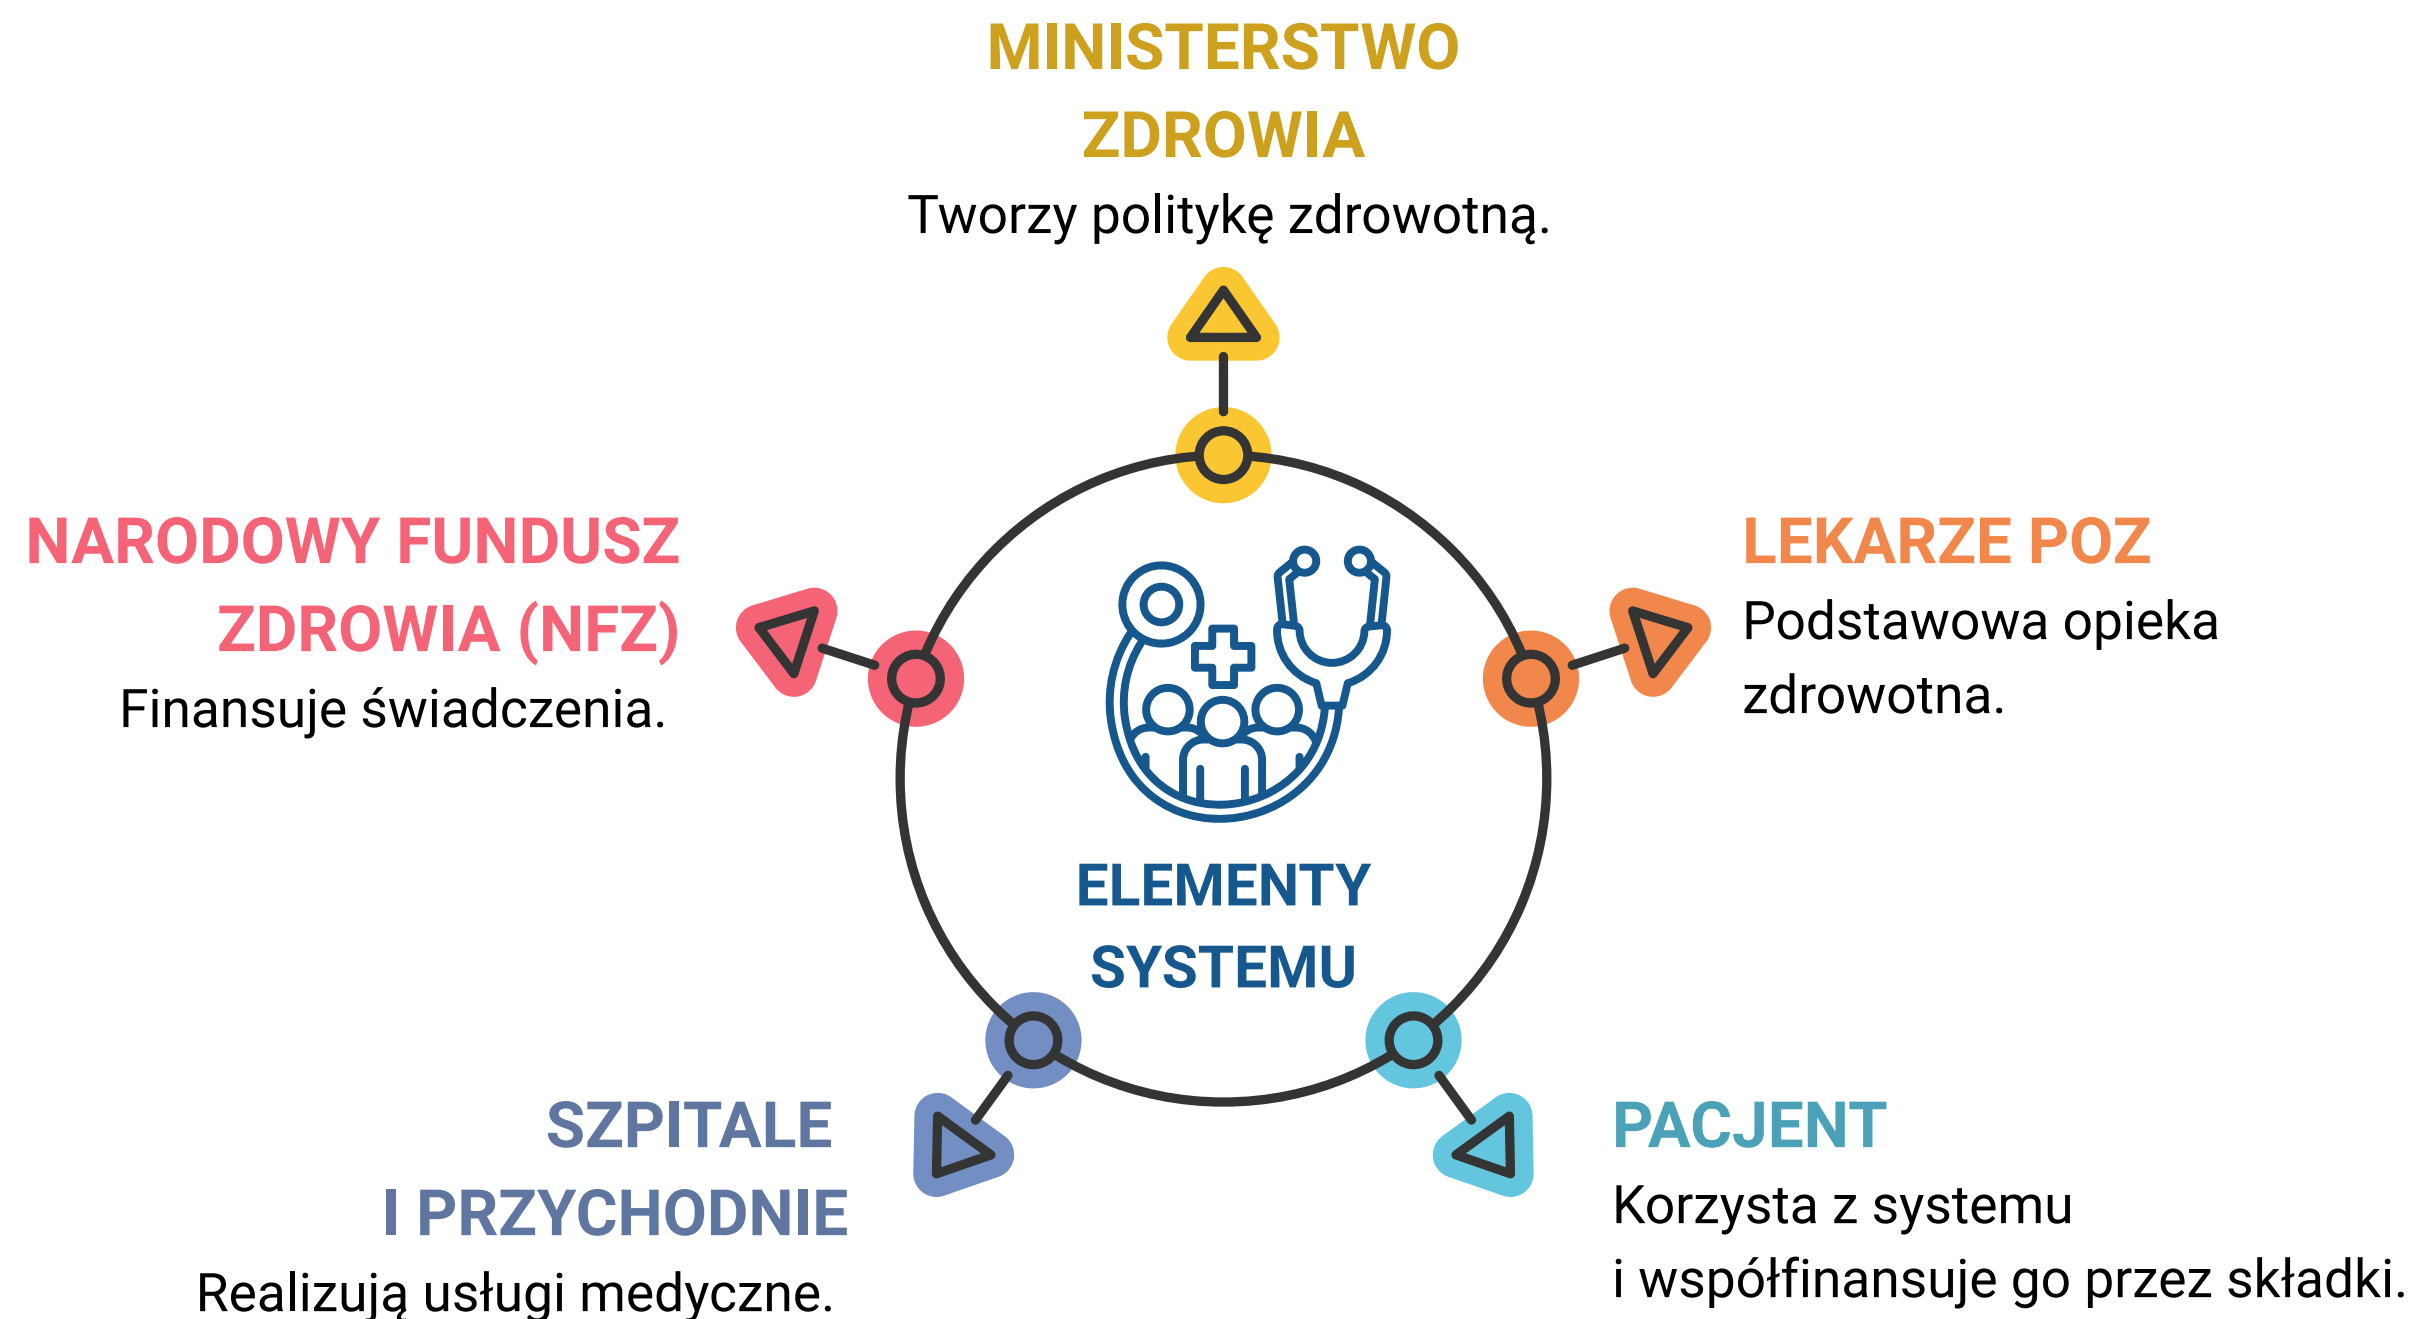 MINISTERSTWO
ZDROWIA
Tworzy politykę zdrowotną.
NARODOWY FUNDUSZ
ZDROWIA (NFZ)
Finansuje świadczenia.
LEKARZE POZ
Podstawowa opieka
zdrowotna.
ELEMENTY
SYSTEMU
SZPITALE
I PRZYCHODNIE
Realizują usługi medyczne.
PACJENT
Korzysta z systemu
i współfinansuje go przez składki.